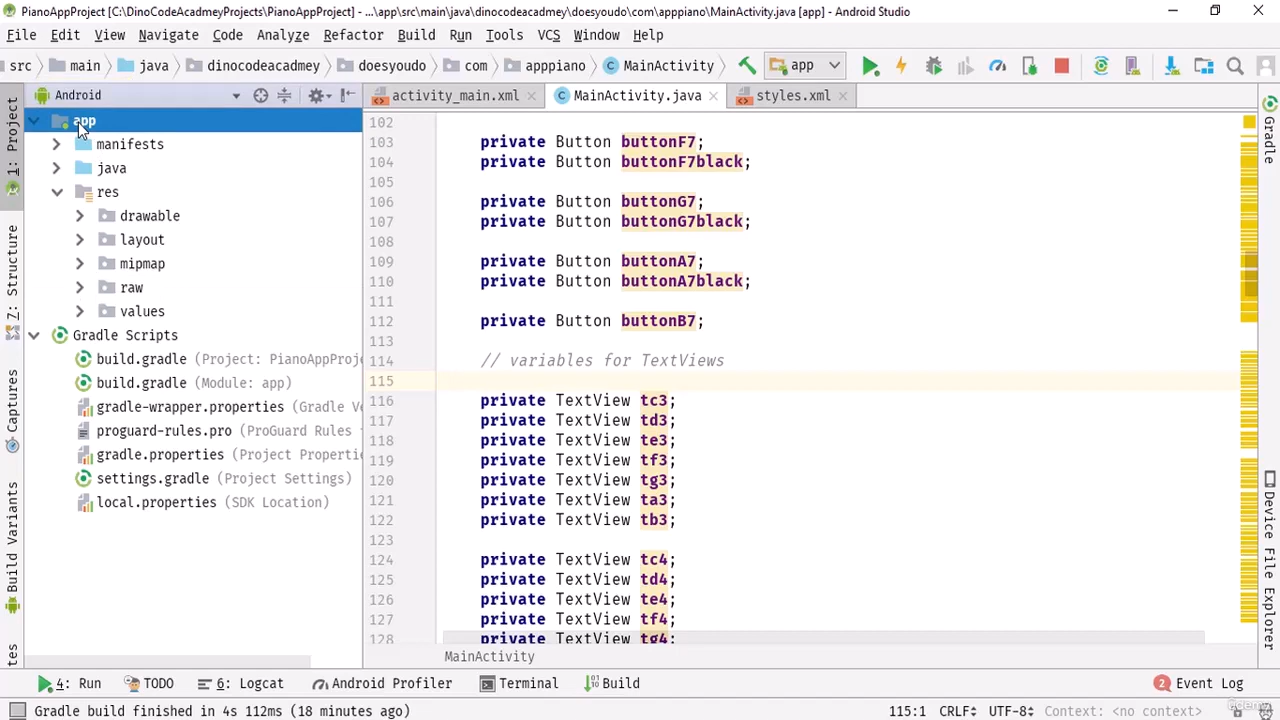 PianoAppProject [C:\DinoCodeAcadmeyProjects\PianoAppProject] - ...\app\src\main\java\dinocodeacadmey\doesyoudo\com\apppiano\MainActivity.java [app] - Android Studio
File Edit View Navigate Code Analyze Refactor Build Run Tools VCS Window Help
src main java dinocodeacadmey doesyoudo com apppiano MainActivity app
Android activity_main.xml MainActivity.java styles.xml
app
manifests
java
res
drawable
layout
mipmap
raw
values
Gradle Scripts
build.gradle (Project: PianoAppProje
build.gradle (Module: app)
gradle-wrapper.properties (Gradle Ve
proguard-rules.pro (ProGuard Rules f
gradle.properties (Project Properti
settings.gradle (Project Settings)
local.properties (SDK Location)
1: Project
Z: Structure
Captures
Build Variants
tes
102
103 private Button buttonF7;
104 private Button buttonF7black;
105
106 private Button buttonG7;
107 private Button buttonG7black;
108
109 private Button buttonA7;
110 private Button buttonA7black;
111
112 private Button buttonB7;
113
114 // variables for TextViews
115
116 private TextView tc3;
117 private TextView td3;
118 private TextView te3;
119 private TextView tf3;
120 private TextView tg3;
121 private TextView ta3;
122 private TextView tb3;
123
124 private TextView tc4;
125 private TextView td4;
126 private TextView te4;
127 private TextView tf4;
128 private TextView tg4;
MainActivity
Gradle
Device File Explorer
4: Run TODO 6: Logcat Android Profiler Terminal Build 2 Event Log
Gradle build finished in 4s 112ms (18 minutes ago) 115:1 CRLF UTF-8 Context: <no context>
Udemy